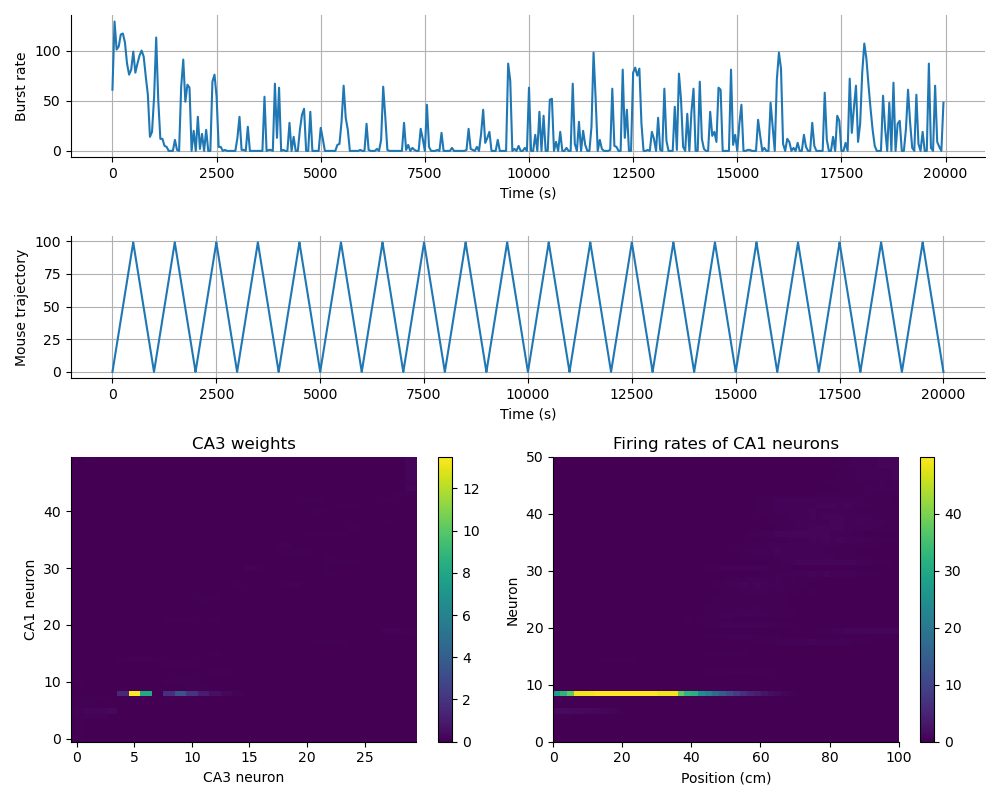 Burst rate
100
50
0
0 2500 5000 7500 10000 12500 15000 17500 20000
Time (s)
Mouse trajectory
100
75
50
25
0
0 2500 5000 7500 10000 12500 15000 17500 20000
Time (s)
CA3 weights
CA1 neuron
40
30
20
10
0
0 5 10 15 20 25
CA3 neuron
12
10
8
6
4
2
0
Firing rates of CA1 neurons
Neuron
50
40
30
20
10
0
0 20 40 60 80 100
Position (cm)
40
30
20
10
0